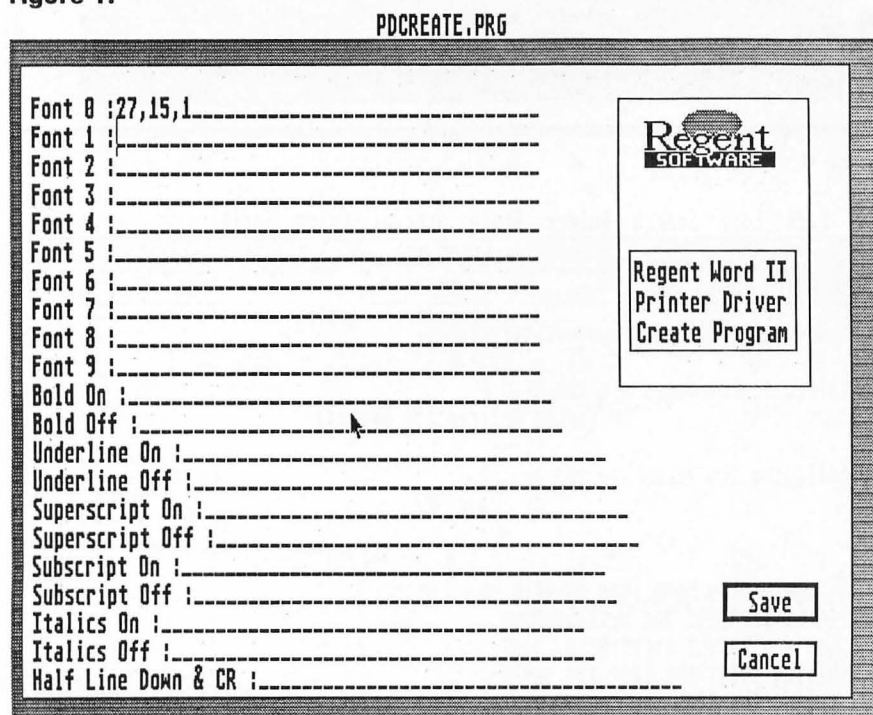 Figure 1.
PDCREATE.PRG
Font 0 :27,15,1
Font 1 :
Font 2 :
Font 3 :
Font 4 :
Font 5 :
Font 6 :
Font 7 :
Font 8 :
Font 9 :
Bold On :
Bold Off :
Underline On :
Underline Off :
Superscript On :
Superscript Off :
Subscript On :
Subscript Off :
Italics On :
Italics Off :
Half Line Down & CR :
Regent
SOFTWARE
Regent Word II
Printer Driver
Create Program
Save
Cancel